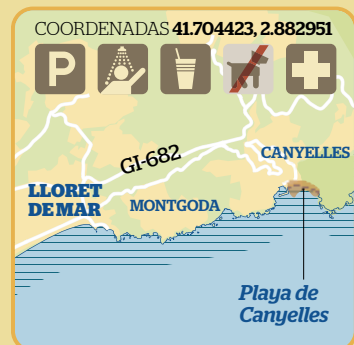 COORDENADAS 41.704423, 2.882951
P
GI-682
CANYELLES
LLORET
DE MAR
MONTGODA
Playa de
Canyelles